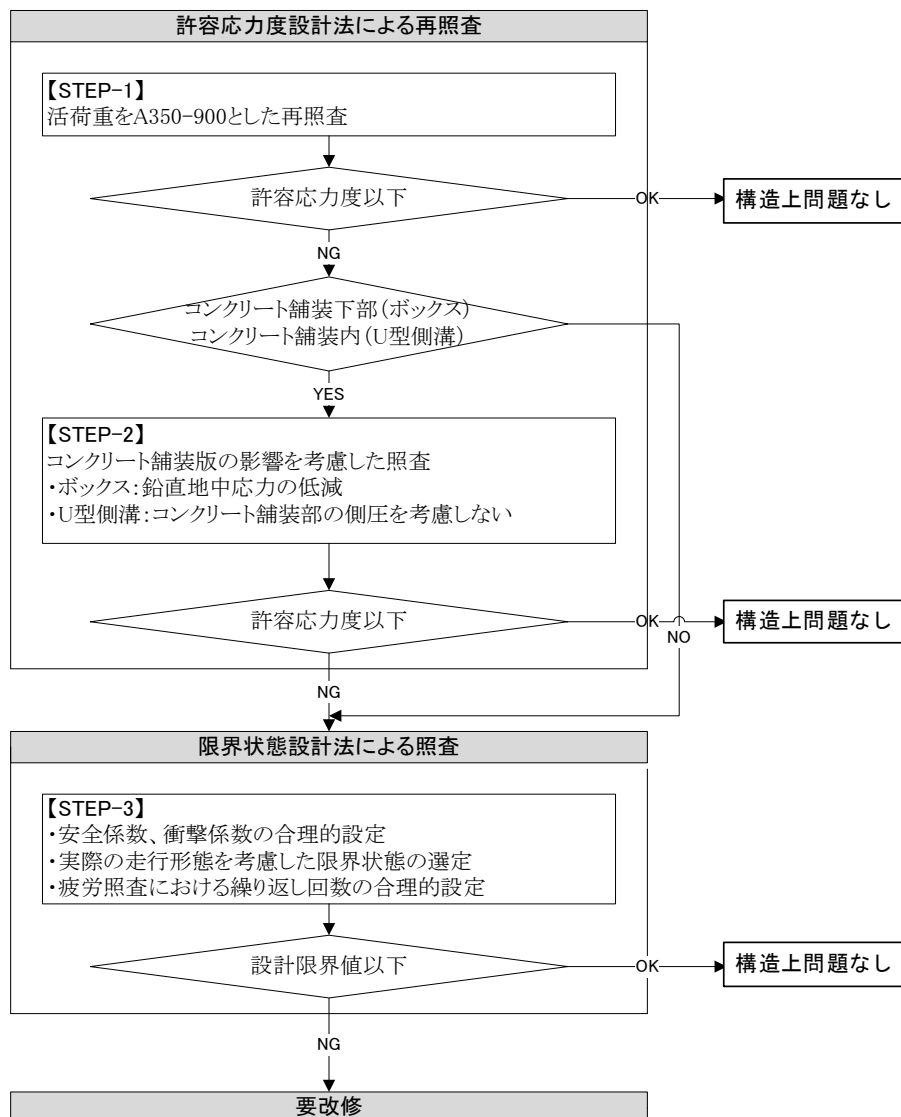 許容応力度設計法による再照査
【STEP-1】
活荷重をA350-900とした再照査
許容応力度以下
OK
構造上問題なし
NG
コンクリート舗装下部(ボックス)
コンクリート舗装内(U型側溝)
YES
【STEP-2】
コンクリート舗装版の影響を考慮した照査
・ボックス:鉛直地中応力の低減
・U型側溝:コンクリート舗装部の側圧を考慮しない
許容応力度以下
OK
構造上問題なし
NO
NG
限界状態設計法による照査
【STEP-3】
・安全係数、衝撃係数の合理的設定
・実際の走行形態を考慮した限界状態の選定
・疲労照査における繰り返し回数の合理的設定
設計限界値以下
OK
構造上問題なし
NG
要改修